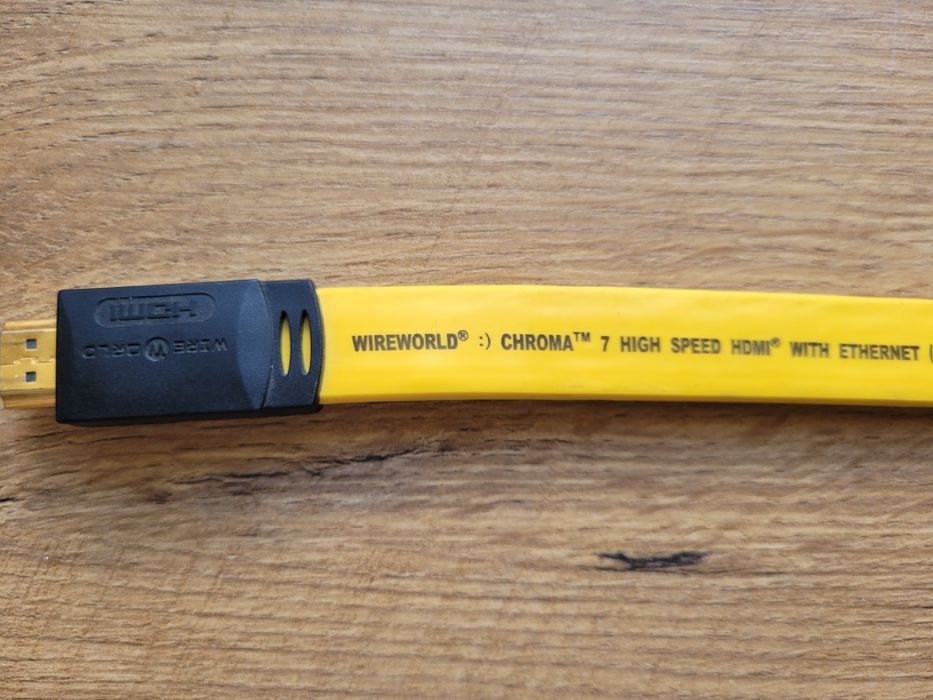 HDMI
WIREWORLD
WIREWORLD® :) CHROMA™ 7 HIGH SPEED HDMI® WITH ETHERNET (